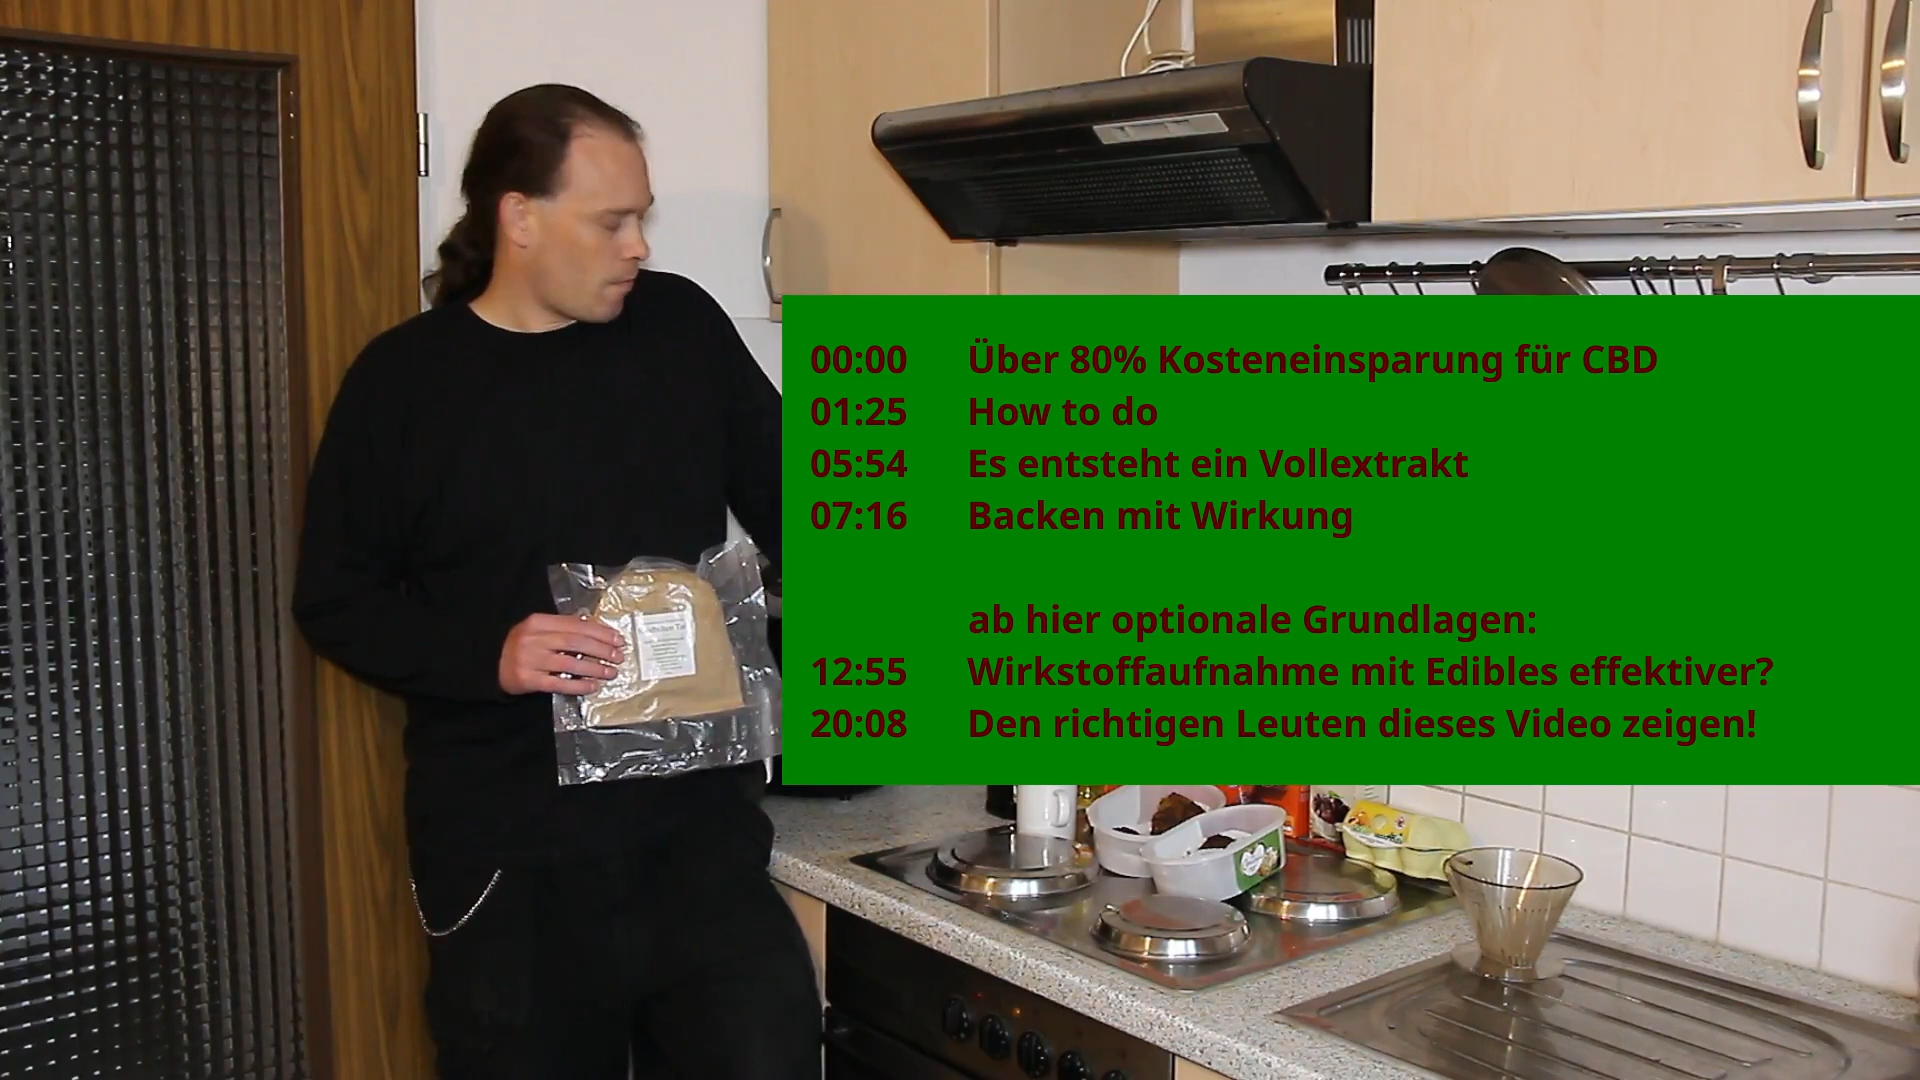 00:00 Über 80% Kosteneinsparung für CBD
01:25 How to do
05:54 Es entsteht ein Vollextrakt
07:16 Backen mit Wirkung
ab hier optionale Grundlagen:
12:55 Wirkstoffaufnahme mit Edibles effektiver?
20:08 Den richtigen Leuten dieses Video zeigen!